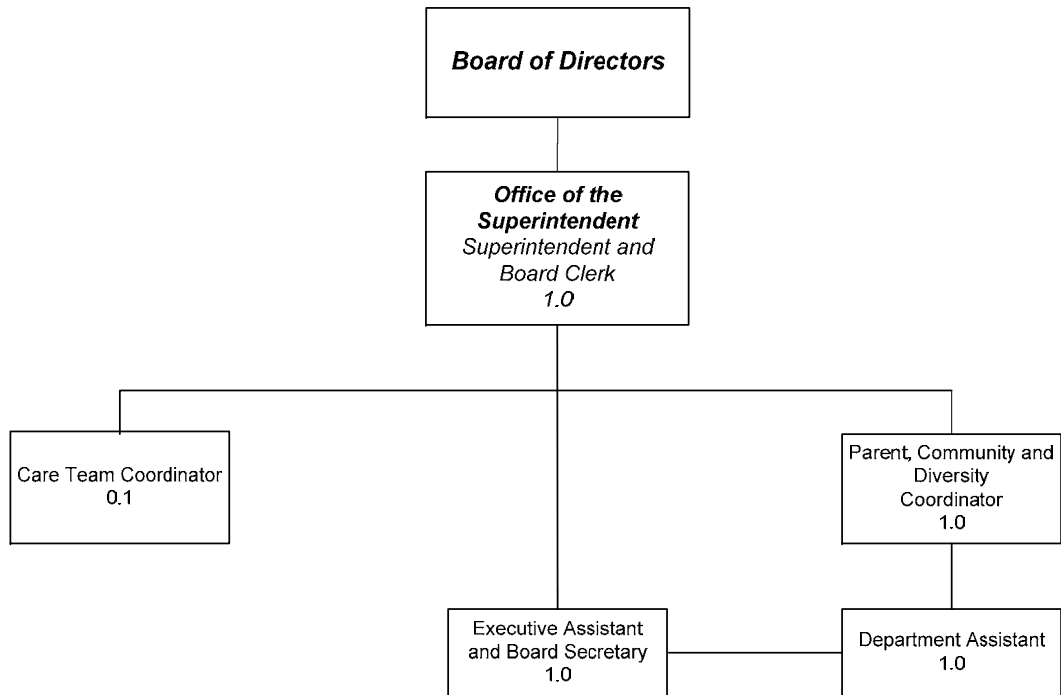 Board of Directors
Office of the
Superintendent
Superintendent and
Board Clerk
1.0
Care Team Coordinator
0.1
Parent, Community and
Diversity
Coordinator
1.0
Executive Assistant
and Board Secretary
1.0
Department Assistant
1.0